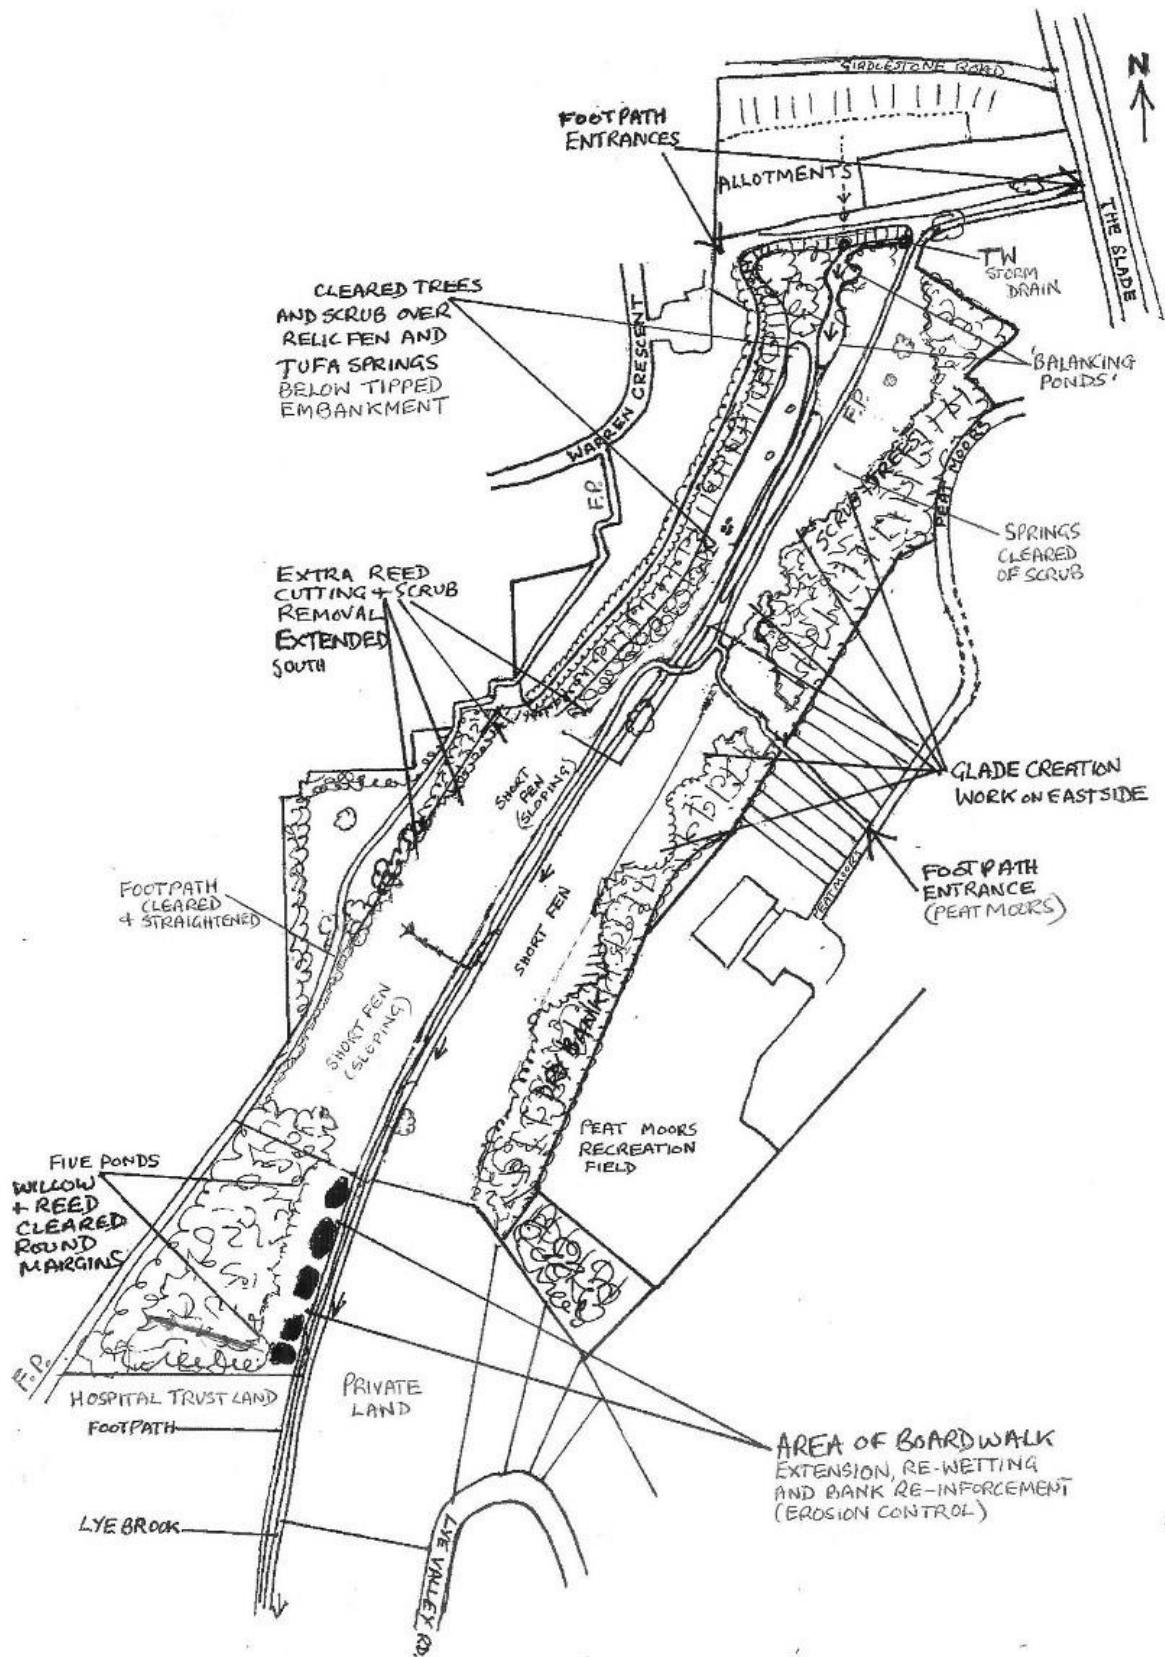 GIRDLESTONE ROAD
N
FOOTPATH
ENTRANCES
ALLOTMENTS
THE SLADE
TW
STORM
DRAIN
CLEARED TREES
AND SCRUB OVER
RELIC FEN AND
TUFA SPRINGS
BELOW TIPPED
EMBANKMENT
WARREN CRESCENT
'BALANCING
PONDS'
F.P.
F.P.
SCRUB + TREES
PEAT MOORS
SPRINGS
CLEARED
OF SCRUB
EXTRA REED
CUTTING + SCRUB
REMOVAL
EXTENDED
SOUTH
SHORT
FEN
(SLOPING)
GLADE CREATION
WORK ON EAST SIDE
FOOTPATH
ENTRANCE
(PEAT MOORS)
PEAT MOORS
FOOTPATH
CLEARED
+ STRAIGHTENED
SHORT FEN
SHORT FEN
(SLOPING)
DRY BANK
PEAT MOORS
RECREATION
FIELD
FIVE PONDS
WILLOW
+ REED
CLEARED
ROUND
MARGINS
F.P.
HOSPITAL TRUST LAND
FOOTPATH
PRIVATE
LAND
AREA OF BOARDWALK
EXTENSION, RE-WETTING
AND BANK RE-INFORCEMENT
(EROSION CONTROL)
LYE BROOK
LYE VALLEY RD.